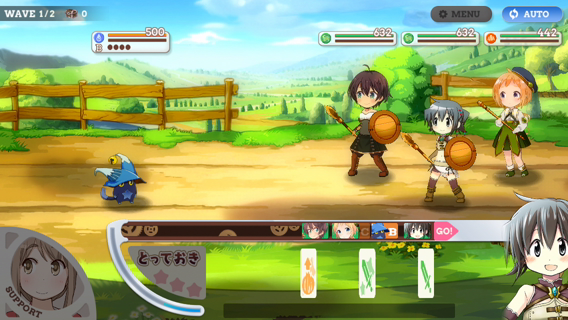 WAVE 1/2 0
MENU
AUTO
500
B
632
632
442
C
B
GO!
とっておき
SUPPORT